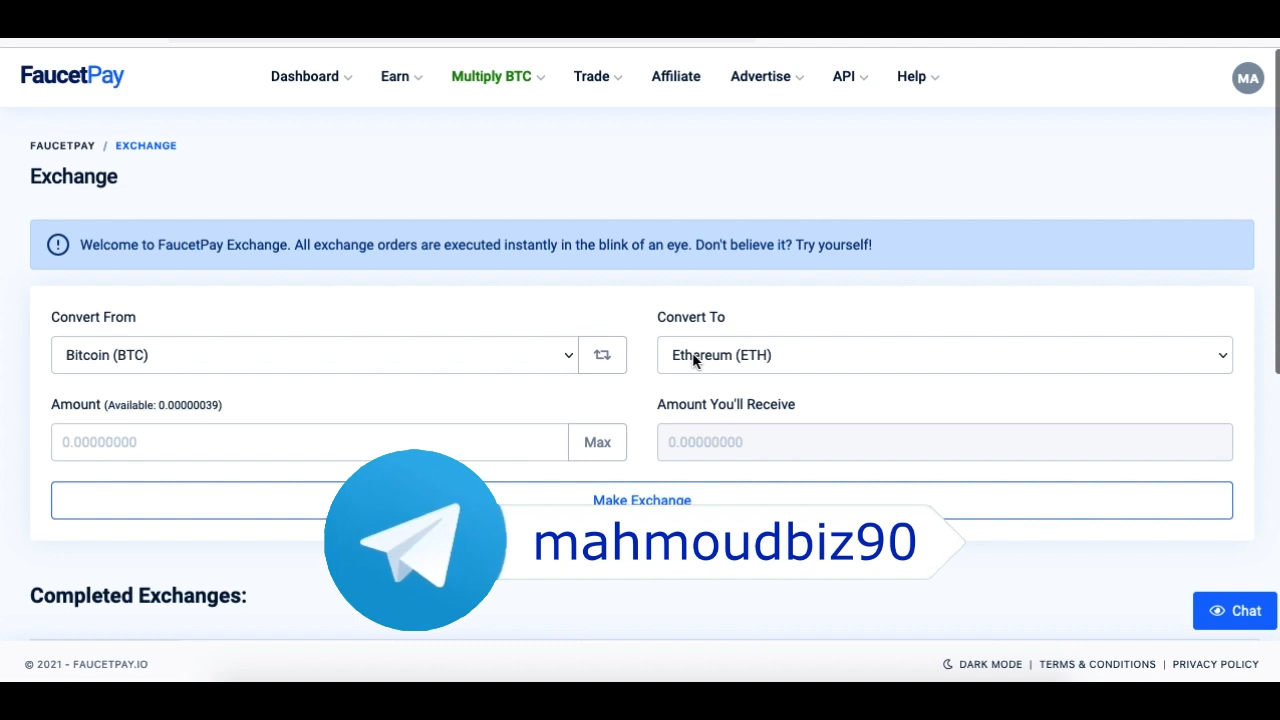 FaucetPay
Dashboard Earn Multiply BTC Trade Affiliate Advertise API Help
MA
FAUCETPAY / EXCHANGE
Exchange
Welcome to FaucetPay Exchange. All exchange orders are executed instantly in the blink of an eye. Don't believe it? Try yourself!
Convert From Convert To
Bitcoin (BTC) Ethereum (ETH)
Amount (Available: 0.00000039) Amount You'll Receive
0.00000000 Max 0.00000000
Make Exchange
mahmoudbiz90
Completed Exchanges:
Chat
© 2021 - FAUCETPAY.IO DARK MODE | TERMS & CONDITIONS | PRIVACY POLICY